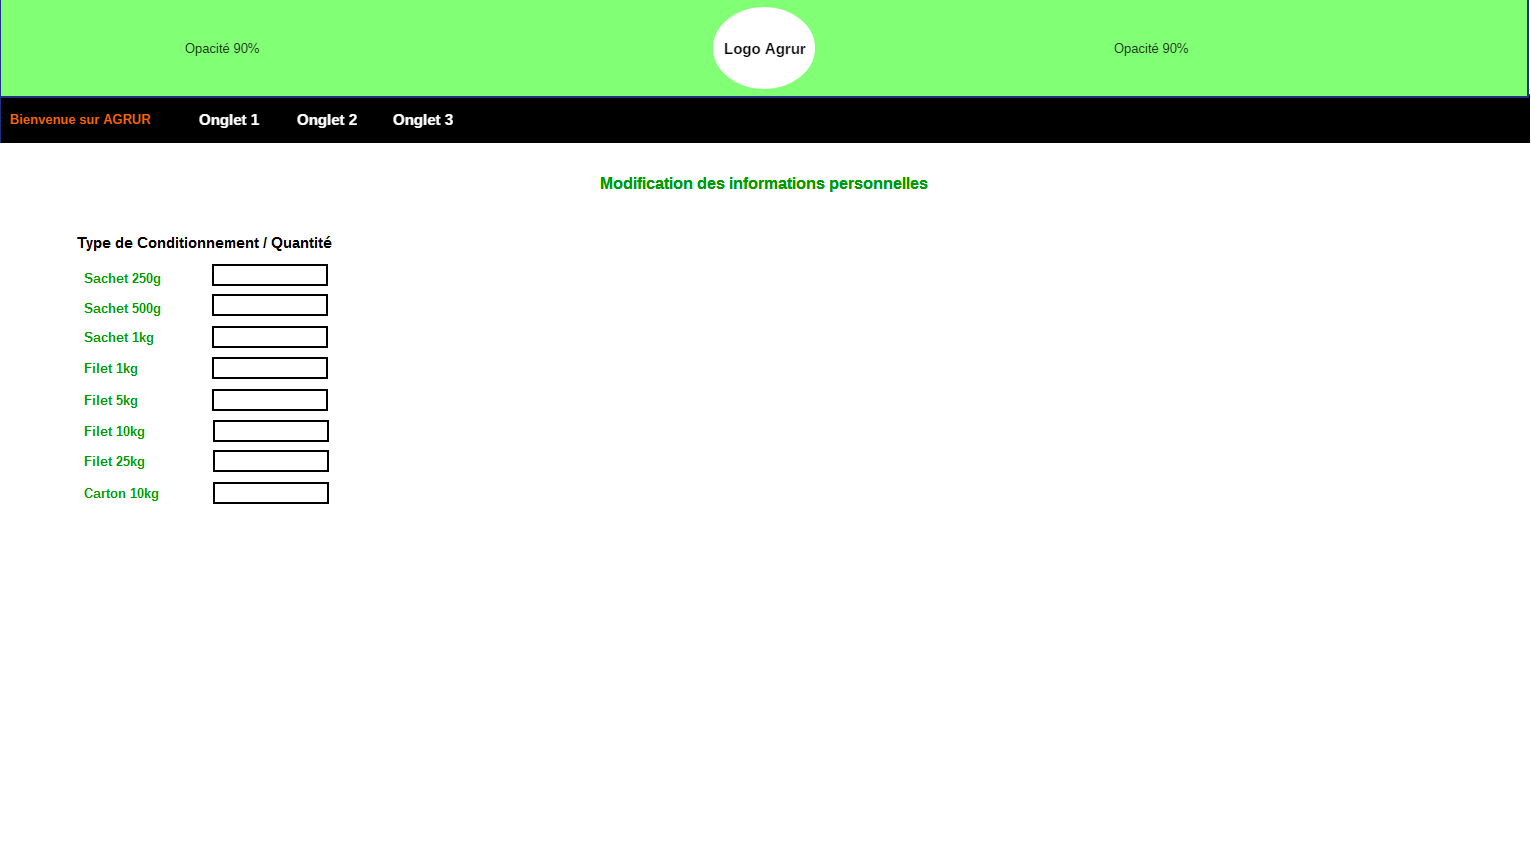 Opacité 90%
Logo Agrur
Opacité 90%
Bienvenue sur AGRUR
Onglet 1
Onglet 2
Onglet 3
Modification des informations personnelles
Type de Conditionnement / Quantité
Sachet 250g
Sachet 500g
Sachet 1kg
Filet 1kg
Filet 5kg
Filet 10kg
Filet 25kg
Carton 10kg